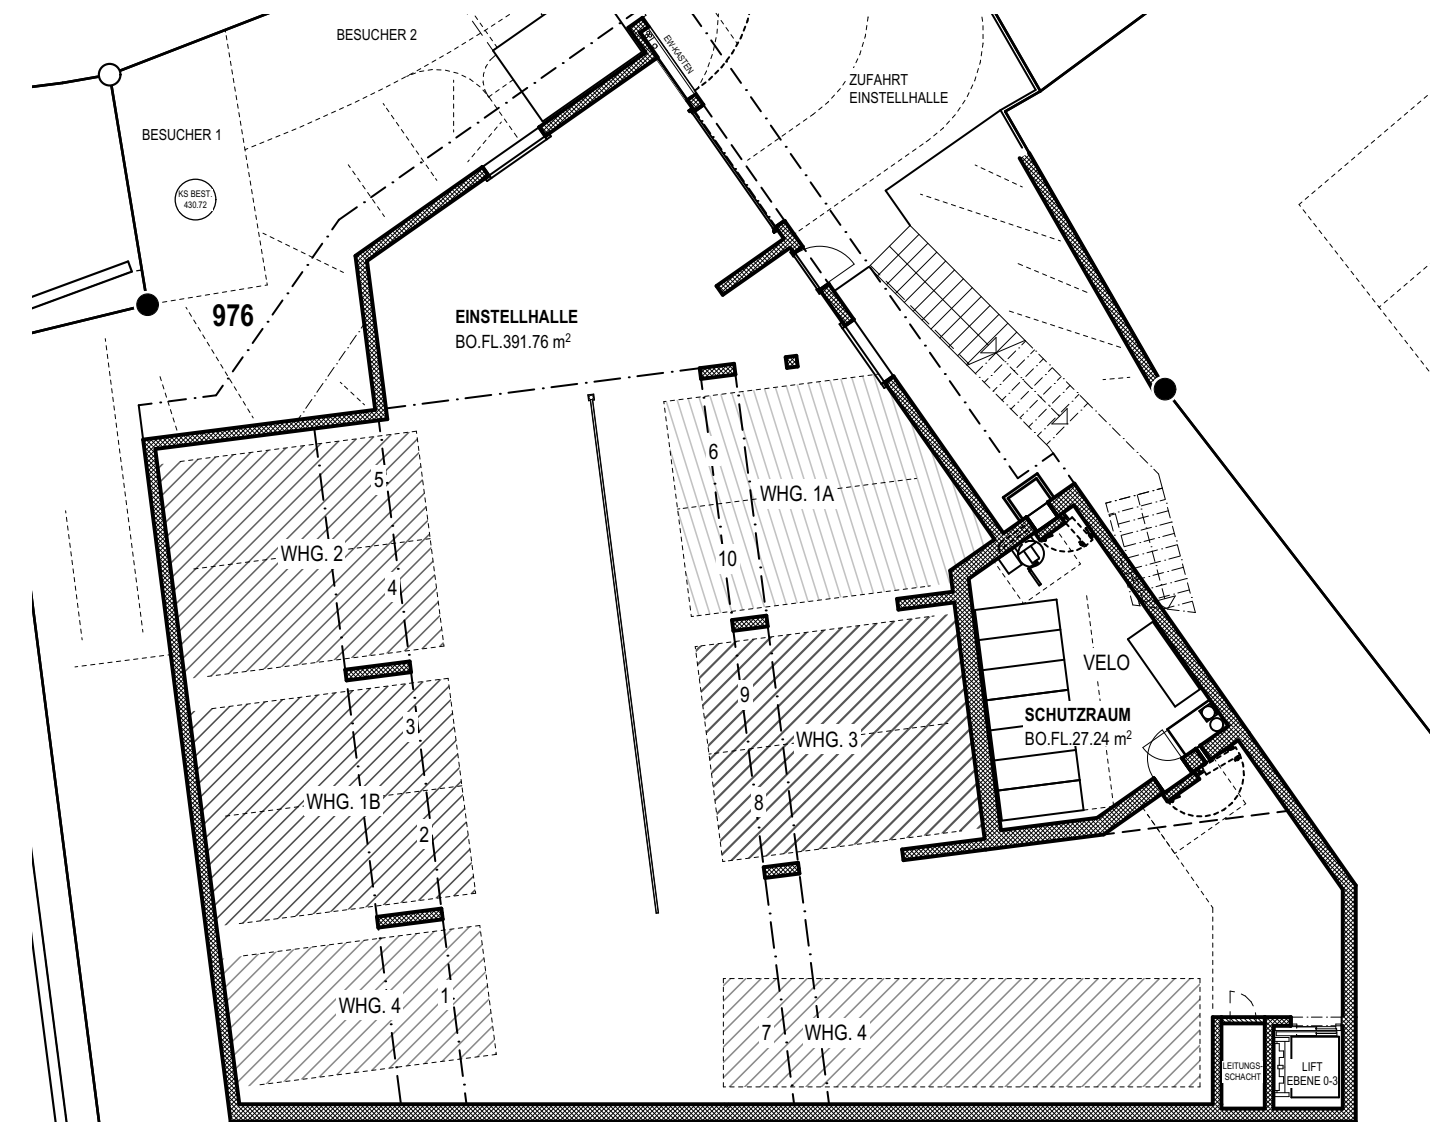 BESUCHER 2
EW-KASTEN
ZUFAHRT
EINSTELLHALLE
BESUCHER 1
KS BEST.
430.72
976
EINSTELLHALLE
BO.FL.391.76 m²
6
5
WHG. 1A
WHG. 2
10
4
VELO
9
3
SCHUTZRAUM
BO.FL.27.24 m²
WHG. 3
WHG. 1B
8
2
WHG. 4
1
7
WHG. 4
LEITUNGS-
SCHACHT
LIFT
EBENE 0-3